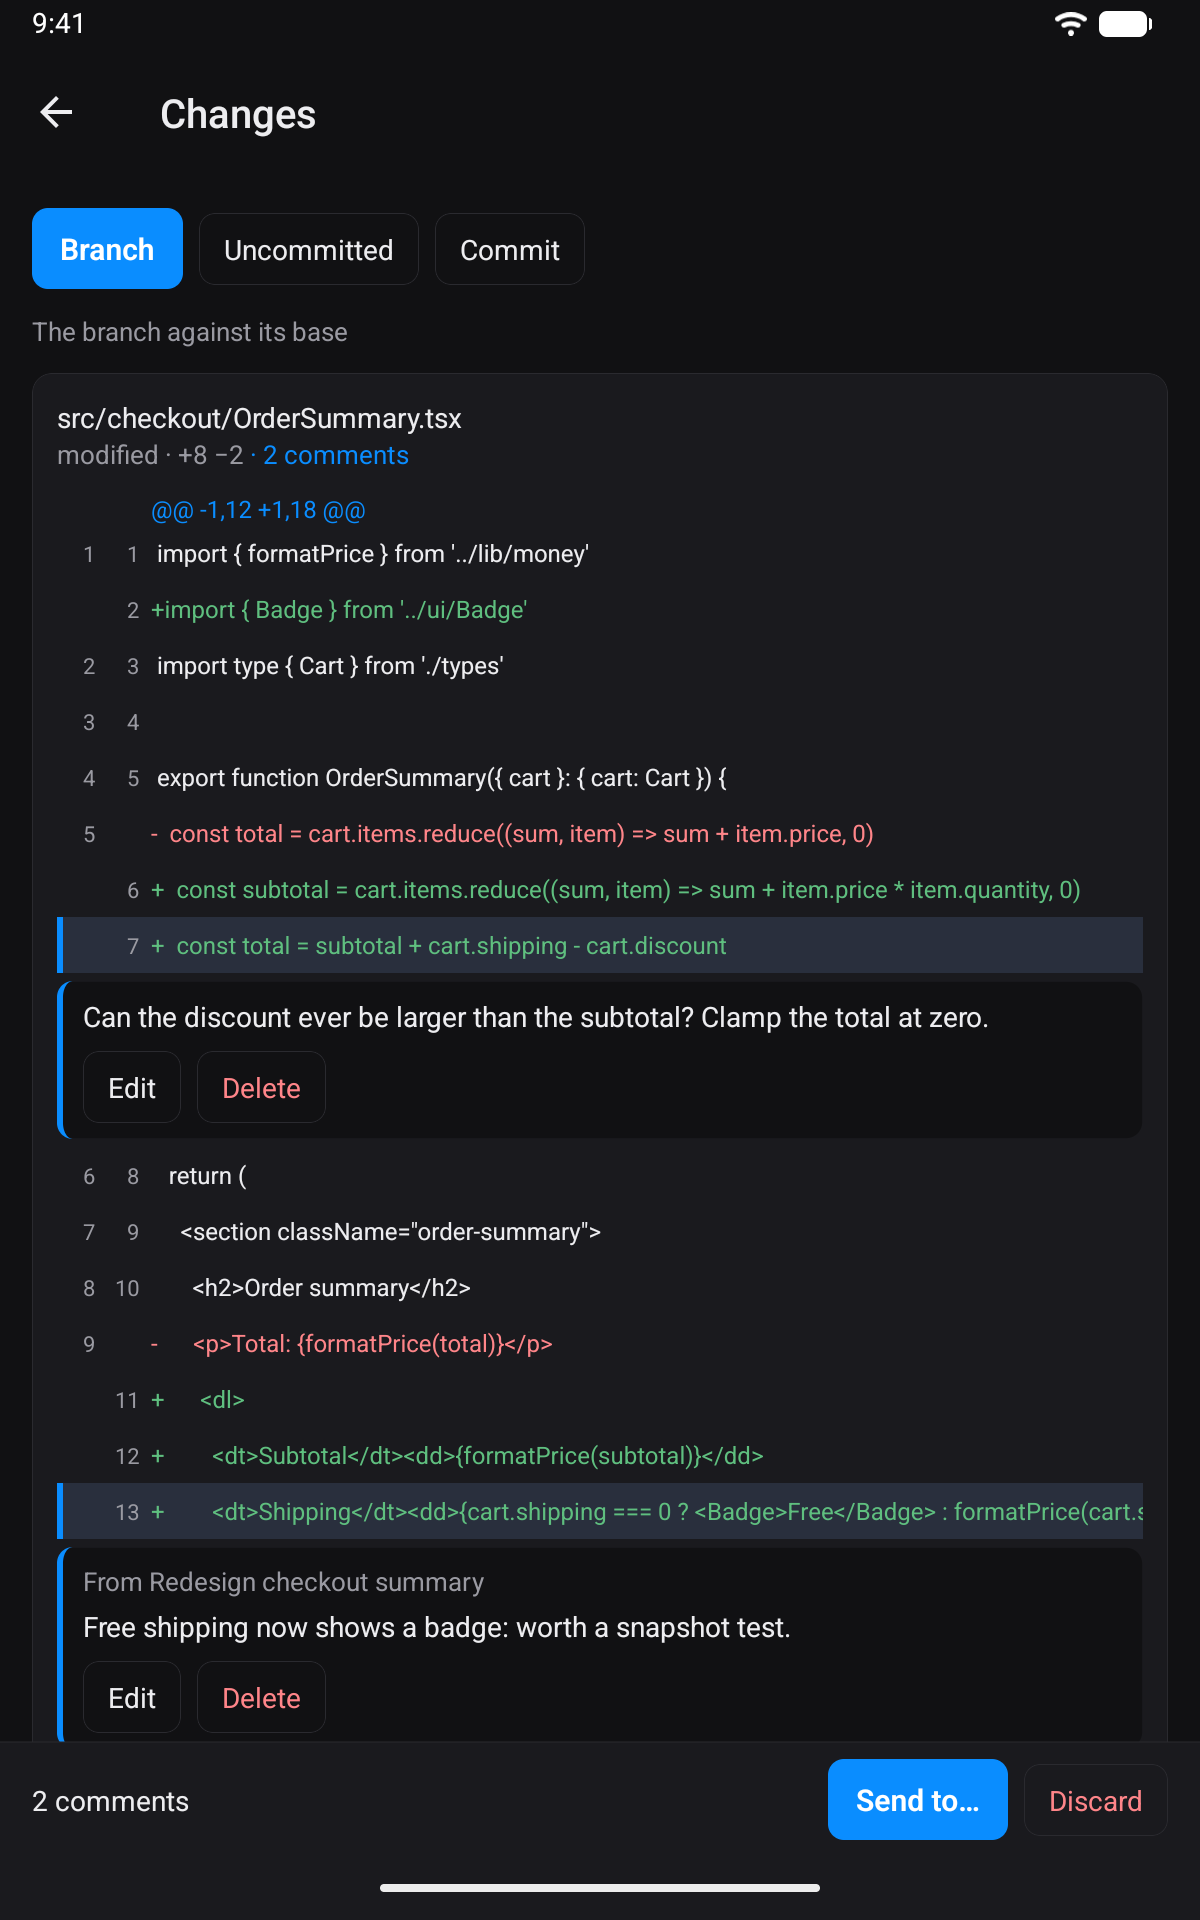 9:41
Changes
Branch Uncommitted Commit
The branch against its base
src/checkout/OrderSummary.tsx
modified · +8 −2 · 2 comments
@@ -1,12 +1,18 @@
1 1 import { formatPrice } from '../lib/money'
2 +import { Badge } from '../ui/Badge'
2 3 import type { Cart } from './types'
3 4
4 5 export function OrderSummary({ cart }: { cart: Cart }) {
5 - const total = cart.items.reduce((sum, item) => sum + item.price, 0)
6 + const subtotal = cart.items.reduce((sum, item) => sum + item.price * item.quantity, 0)
7 + const total = subtotal + cart.shipping - cart.discount
Can the discount ever be larger than the subtotal? Clamp the total at zero.
Edit Delete
6 8 return (
7 9 <section className="order-summary">
8 10 <h2>Order summary</h2>
9 - <p>Total: {formatPrice(total)}</p>
11 + <dl>
12 + <dt>Subtotal</dt><dd>{formatPrice(subtotal)}</dd>
13 + <dt>Shipping</dt><dd>{cart.shipping === 0 ? <Badge>Free</Badge> : formatPrice(cart.s
From Redesign checkout summary
Free shipping now shows a badge: worth a snapshot test.
Edit Delete
2 comments Send to… Discard